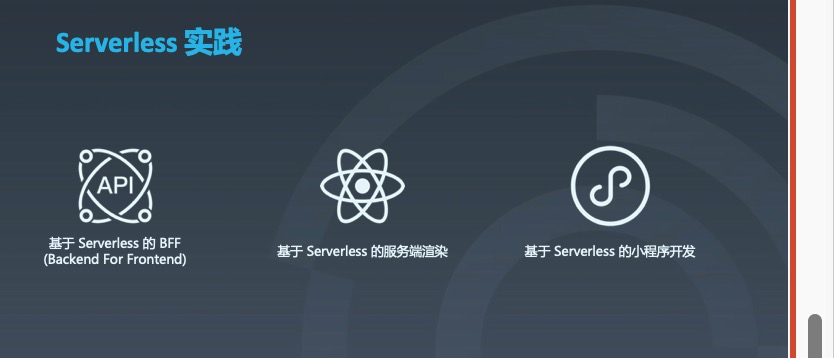 Serverless 实践
API
基于 Serverless 的 BFF
(Backend For Frontend)
基于 Serverless 的服务端渲染
基于 Serverless 的小程序开发